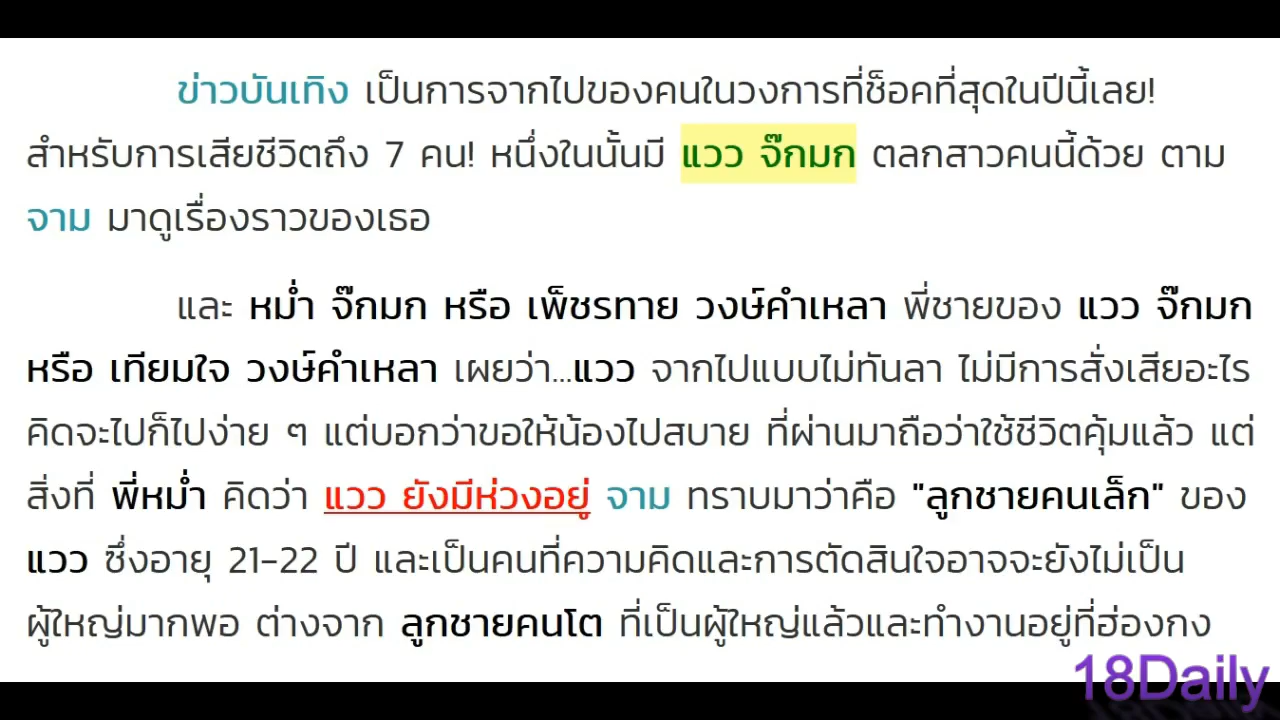 ข่าวบันเทิง เป็นการจากไปของคนในวงการที่ช็อคที่สุดในปีนี้เลย!
สำหรับการเสียชีวิตถึง 7 คน! หนึ่งในนั้นมี แวว จ๊กมก ตลกสาวคนนี้ด้วย ตาม
จาม มาดูเรื่องราวของเธอ
และ หม่ำ จ๊กมก หรือ เพ็ชรทาย วงษ์คำเหลา พี่ชายของ แวว จ๊กมก
หรือ เทียมใจ วงษ์คำเหลา เผยว่า...แวว จากไปแบบไม่ทันลา ไม่มีการสั่งเสียอะไร
คิดจะไปก็ไปง่าย ๆ แต่บอกว่าขอให้น้องไปสบาย ที่ผ่านมาถือว่าใช้ชีวิตคุ้มแล้ว แต่
สิ่งที่ พี่หม่ำ คิดว่า แวว ยังมีห่วงอยู่ จาม ทราบมาว่าคือ "ลูกชายคนเล็ก" ของ
แวว ซึ่งอายุ 21-22 ปี และเป็นคนที่ความคิดและการตัดสินใจอาจจะยังไม่เป็น
ผู้ใหญ่มากพอ ต่างจาก ลูกชายคนโต ที่เป็นผู้ใหญ่แล้วและทำงานอยู่ที่ฮ่องกง
18Daily